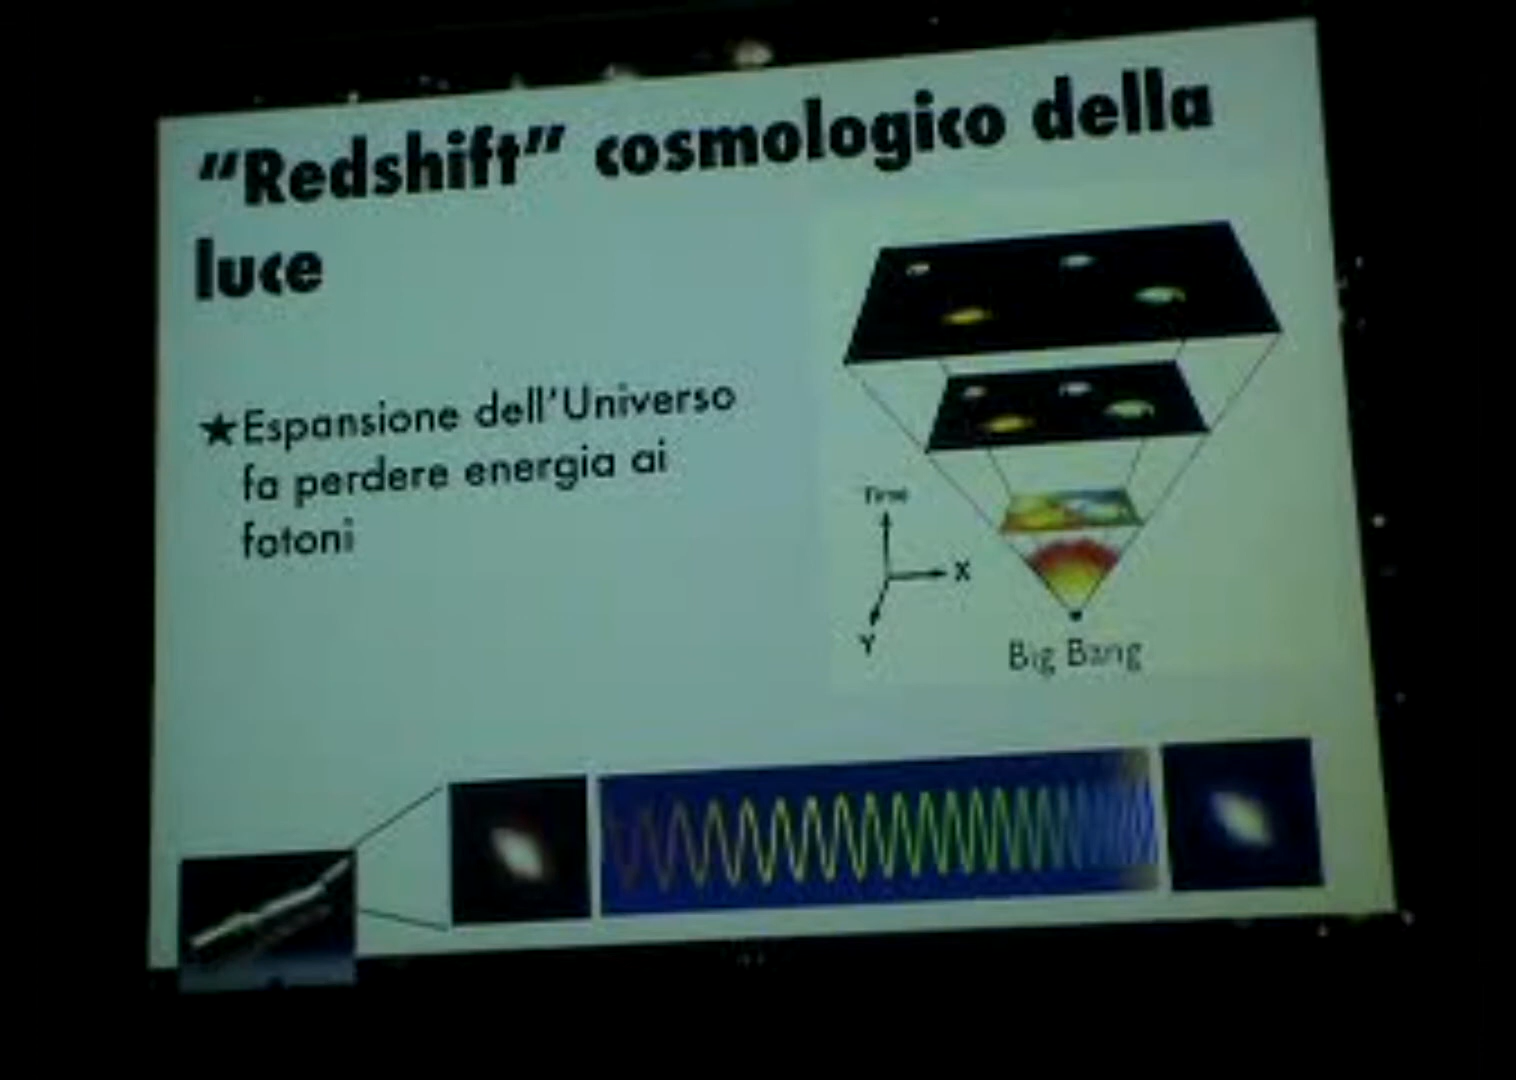 “Redshift” cosmologico della
luce
★Espansione dell’Universo
fa perdere energia ai
fotoni
Time
X
Y
Big Bang